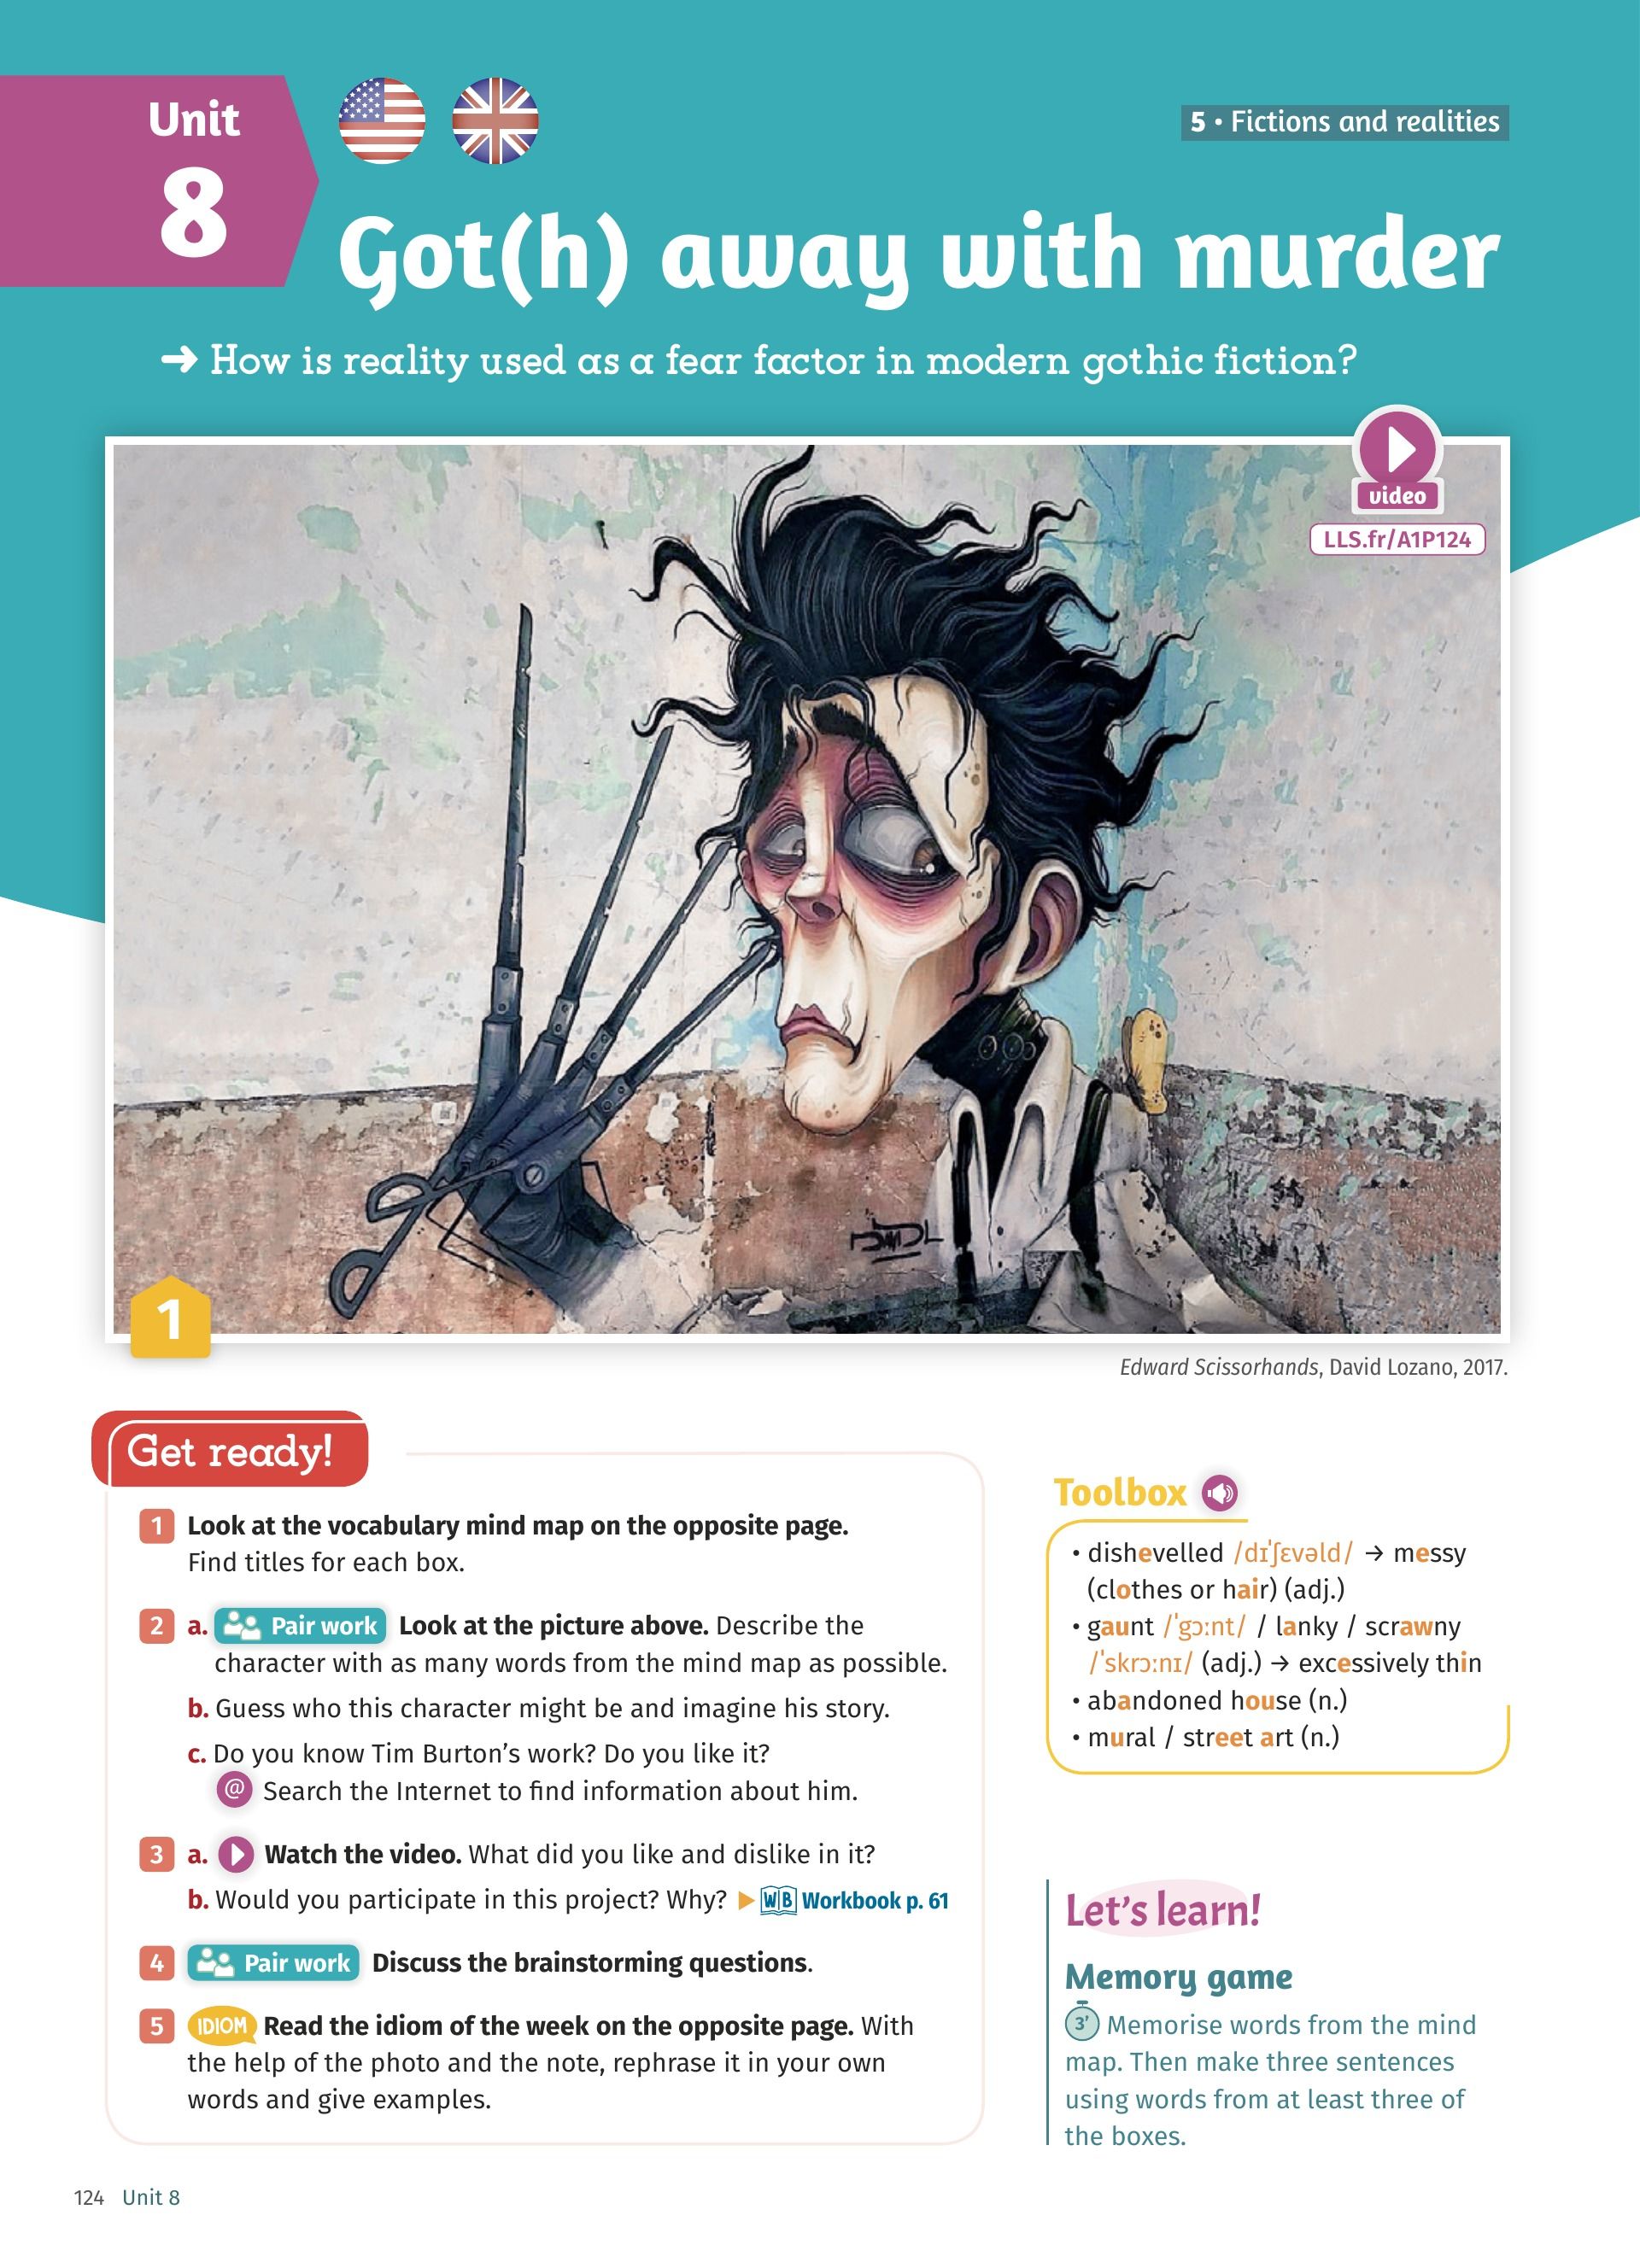 Unit
8
5 • Fictions and realities
Got(h) away with murder
➜ How is reality used as a fear factor in modern gothic fiction?
video
LLS.fr/A1P124
1
Edward Scissorhands, David Lozano, 2017.
Get ready!
1 Look at the vocabulary mind map on the opposite page.
Find titles for each box.
2 a. Pair work Look at the picture above. Describe the
character with as many words from the mind map as possible.
b. Guess who this character might be and imagine his story.
c. Do you know Tim Burton’s work? Do you like it?
@ Search the Internet to find information about him.
3 a. Watch the video. What did you like and dislike in it?
b. Would you participate in this project? Why? ▶ WB Workbook p. 61
4 Pair work Discuss the brainstorming questions.
5 IDIOM Read the idiom of the week on the opposite page. With
the help of the photo and the note, rephrase it in your own
words and give examples.
Toolbox
• dishevelled /dɪˈʃɛvəld/ → messy
(clothes or hair) (adj.)
• gaunt /ˈgɔːnt/ / lanky / scrawny
/ˈskrɔːnɪ/ (adj.) → excessively thin
• abandoned house (n.)
• mural / street art (n.)
Let’s learn!
Memory game
3’ Memorise words from the mind
map. Then make three sentences
using words from at least three of
the boxes.
124 Unit 8